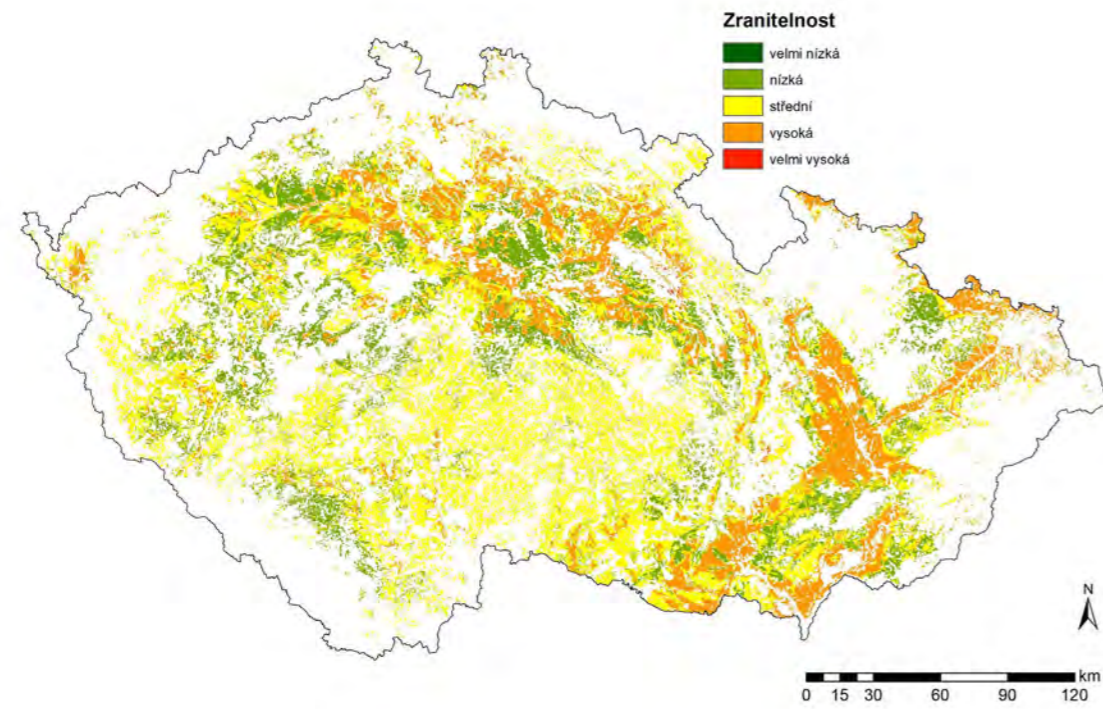 Zranitelnost
velmi nízká
nízká
střední
vysoká
velmi vysoká
N
km
0 15 30 60 90 120